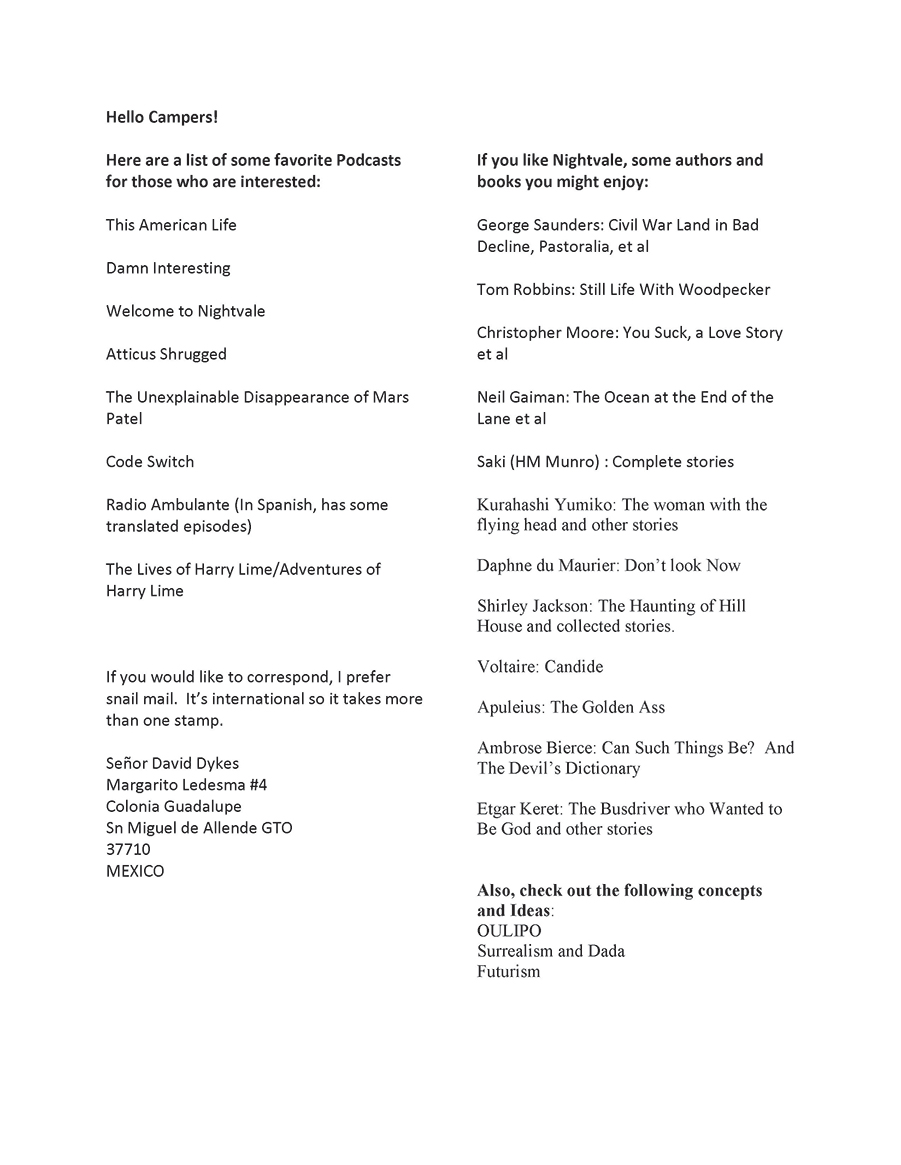 Hello Campers!
Here are a list of some favorite Podcasts
for those who are interested:
This American Life
Damn Interesting
Welcome to Nightvale
Atticus Shrugged
The Unexplainable Disappearance of Mars
Patel
Code Switch
Radio Ambulante (In Spanish, has some
translated episodes)
The Lives of Harry Lime/Adventures of
Harry Lime
If you would like to correspond, I prefer
snail mail.  It’s international so it takes more
than one stamp.
Señor David Dykes
Margarito Ledesma #4
Colonia Guadalupe
Sn Miguel de Allende GTO
37710
MEXICO
If you like Nightvale, some authors and
books you might enjoy:
George Saunders: Civil War Land in Bad
Decline, Pastoralia, et al
Tom Robbins: Still Life With Woodpecker
Christopher Moore: You Suck, a Love Story
et al
Neil Gaiman: The Ocean at the End of the
Lane et al
Saki (HM Munro) : Complete stories
Kurahashi Yumiko: The woman with the
flying head and other stories
Daphne du Maurier: Don’t look Now
Shirley Jackson: The Haunting of Hill
House and collected stories.
Voltaire: Candide
Apuleius: The Golden Ass
Ambrose Bierce: Can Such Things Be?  And
The Devil’s Dictionary
Etgar Keret: The Busdriver who Wanted to
Be God and other stories
Also, check out the following concepts
and Ideas:
OULIPO
Surrealism and Dada
Futurism